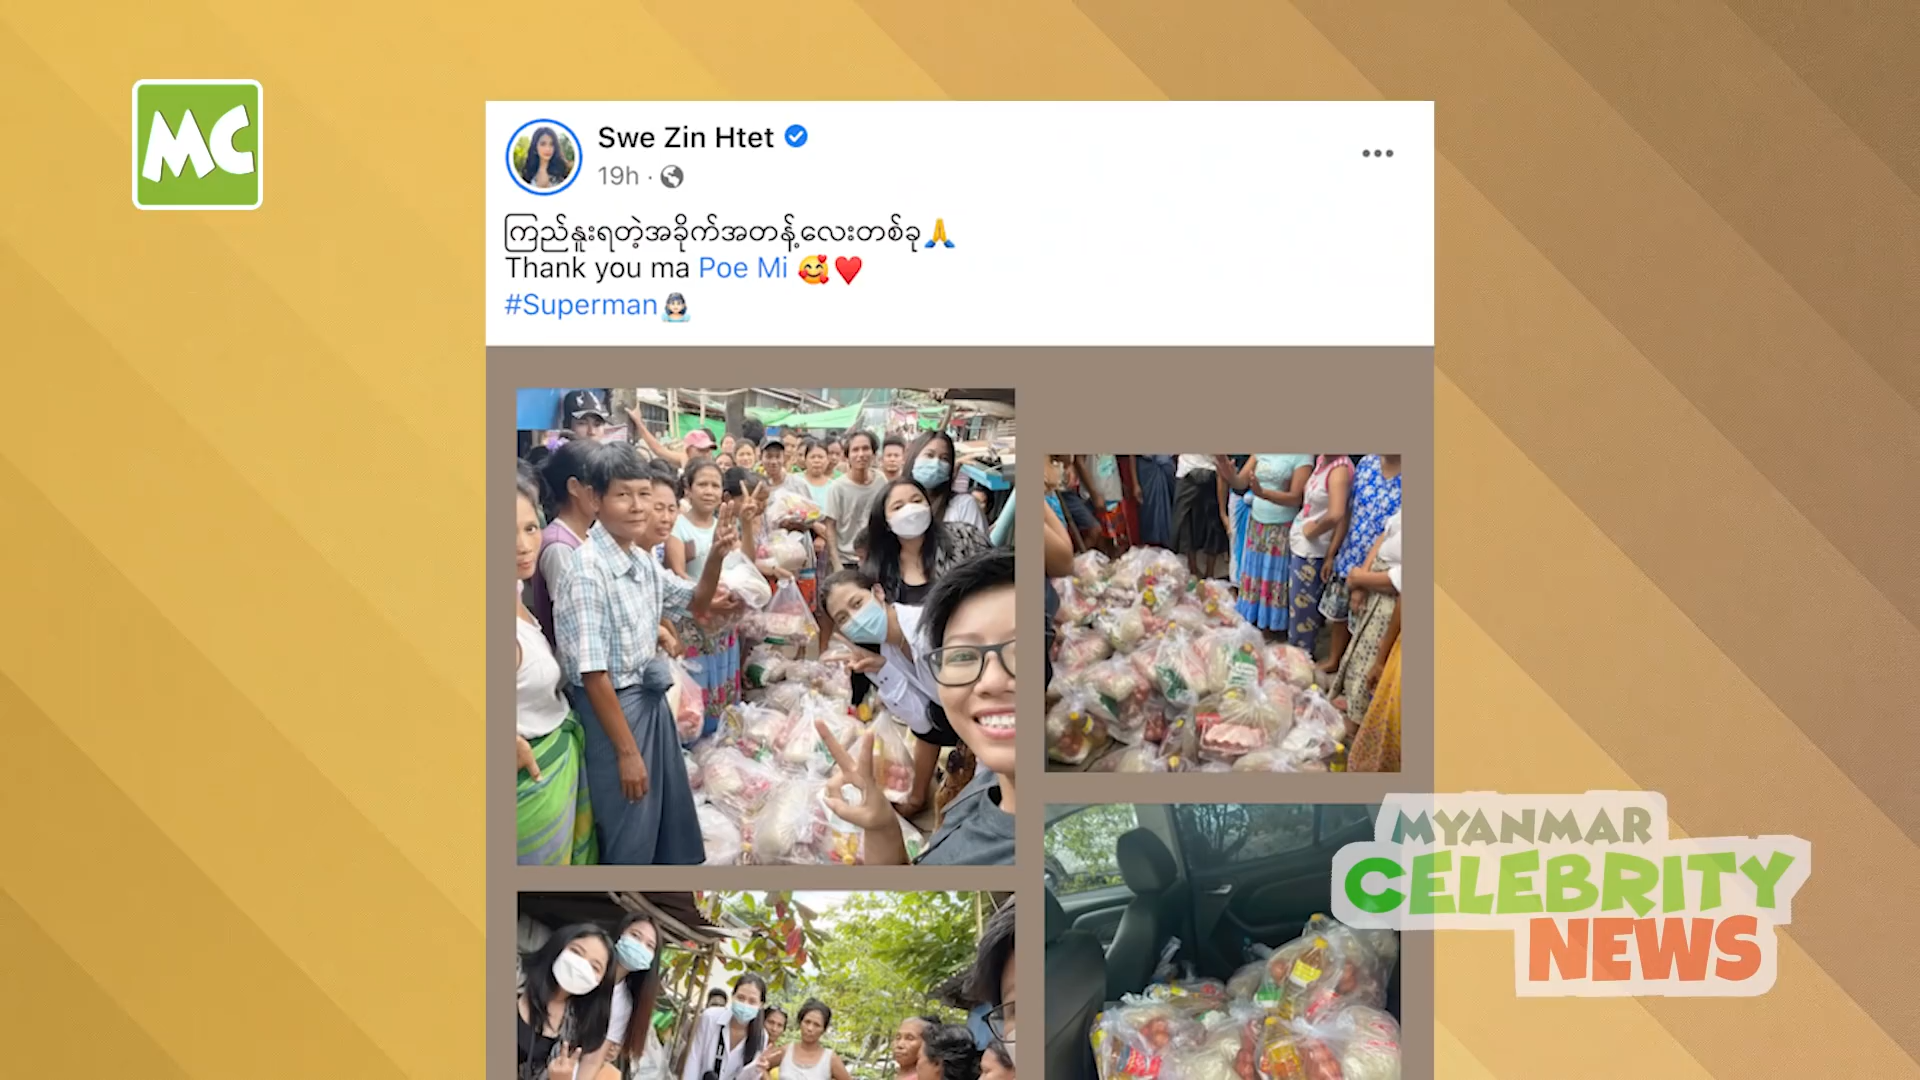 MC
Swe Zin Htet
19h ·
ကြည်နူးရတဲ့အခိုက်အတန့်လေးတစ်ခု🙏
Thank you ma Poe Mi 🥰❤️
#Superman
MYANMAR
CELEBRITY
NEWS